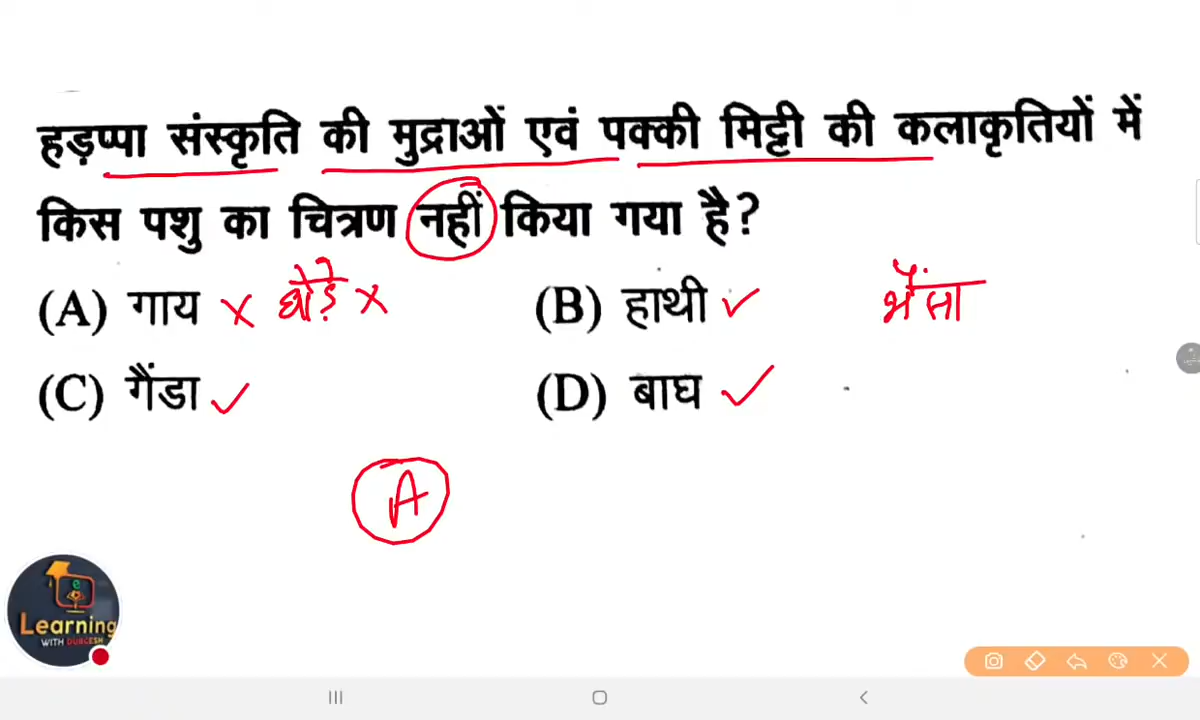 हड़प्पा संस्कृति की मुद्राओं एवं पक्की मिट्टी की कलाकृतियों में
किस पशु का चित्रण नहीं किया गया है?
(A) गाय × घोड़े × (B) हाथी ✓ भैंसा
(C) गैंडा ✓ (D) बाघ ✓
A
e
Learning
WITH DURGESH